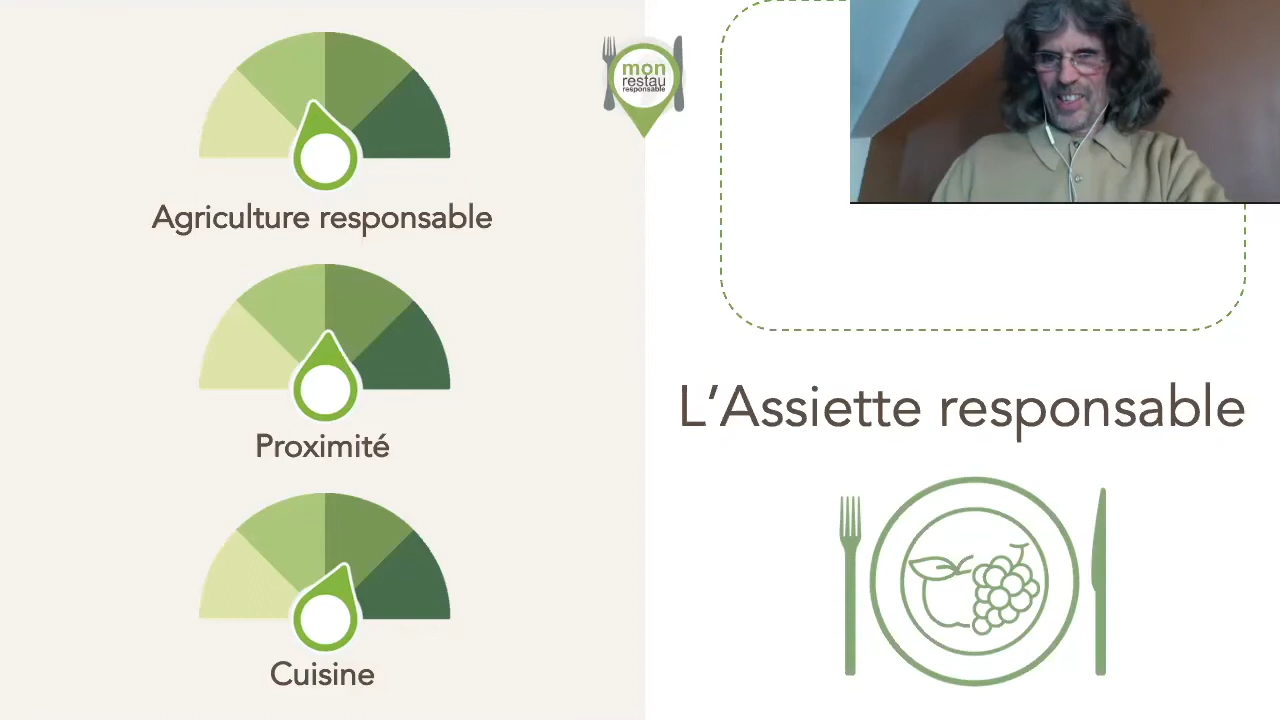 mon
restau
responsable
Agriculture responsable
Proximité
Cuisine
L’Assiette responsable